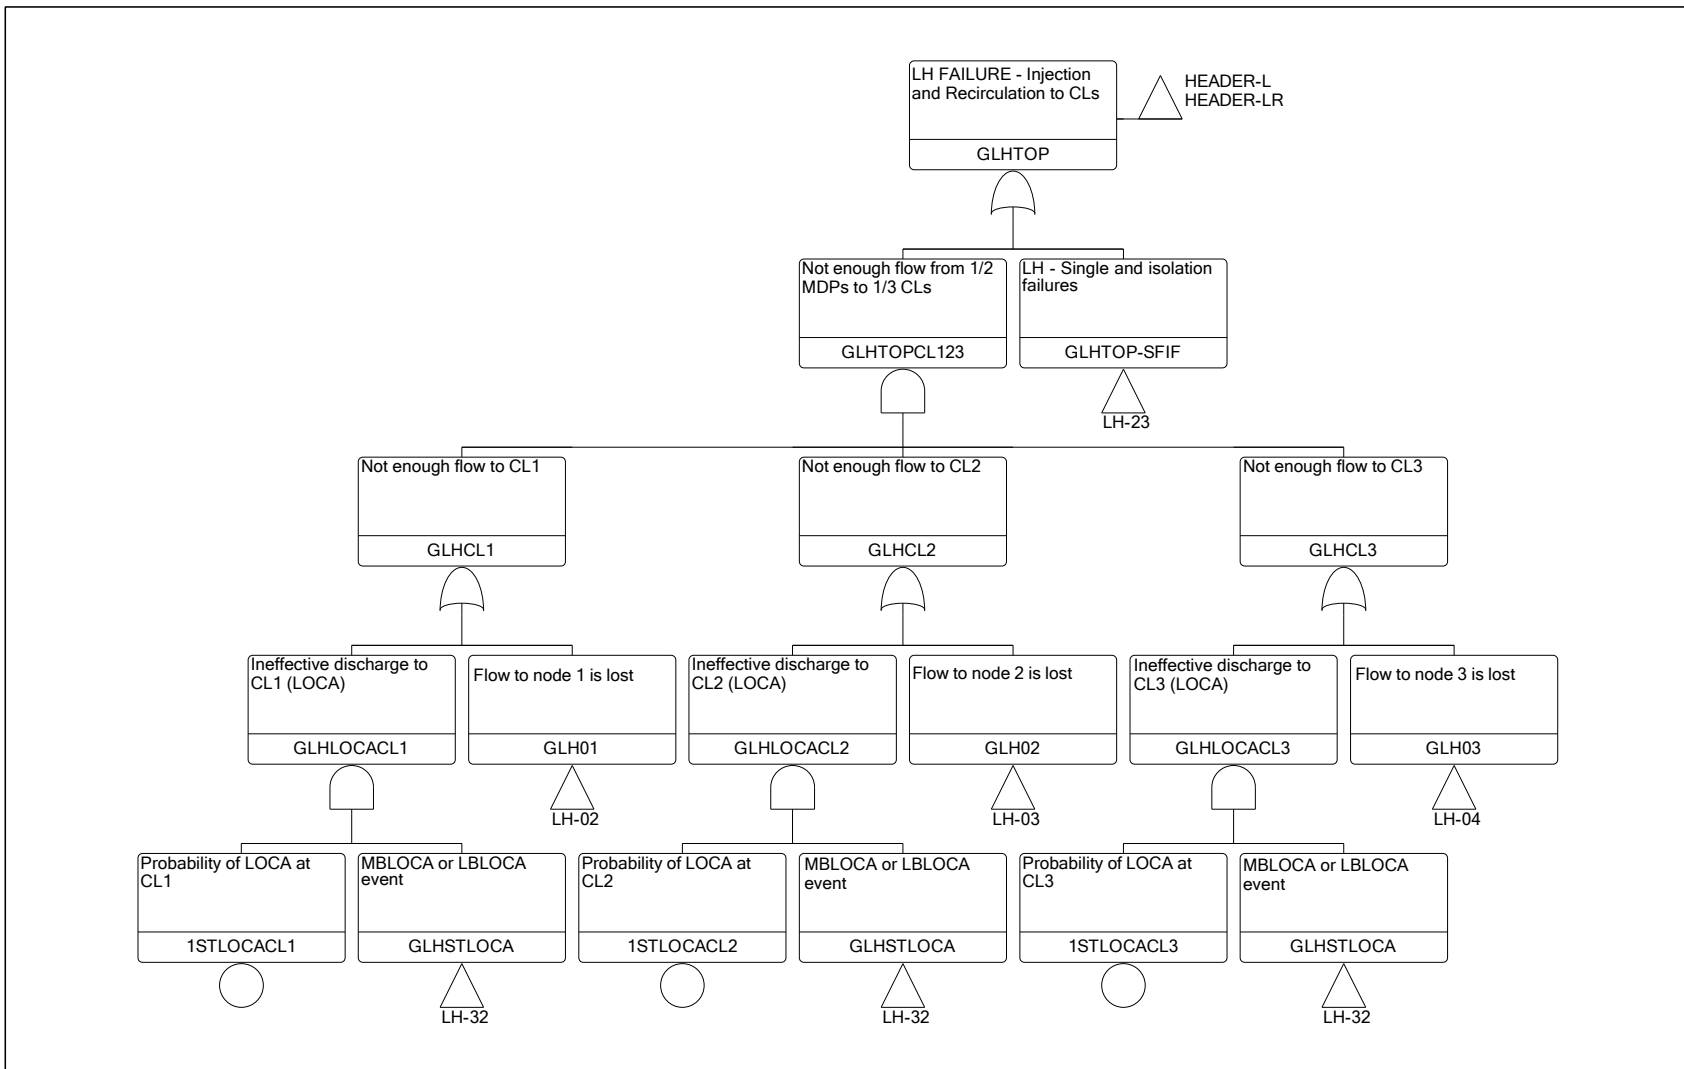 LH FAILURE - Injection
and Recirculation to CLs
GLHTOP
HEADER-L
HEADER-LR
Not enough flow from 1/2
MDPs to 1/3 CLs
GLHTOPCL123
LH - Single and isolation
failures
GLHTOP-SFIF
LH-23
Not enough flow to CL1
GLHCL1
Not enough flow to CL2
GLHCL2
Not enough flow to CL3
GLHCL3
Ineffective discharge to
CL1 (LOCA)
GLHLOCACL1
Flow to node 1 is lost
GLH01
LH-02
Ineffective discharge to
CL2 (LOCA)
GLHLOCACL2
Flow to node 2 is lost
GLH02
LH-03
Ineffective discharge to
CL3 (LOCA)
GLHLOCACL3
Flow to node 3 is lost
GLH03
LH-04
Probability of LOCA at
CL1
1STLOCACL1
MBLOCA or LBLOCA
event
GLHSTLOCA
LH-32
Probability of LOCA at
CL2
1STLOCACL2
MBLOCA or LBLOCA
event
GLHSTLOCA
LH-32
Probability of LOCA at
CL3
1STLOCACL3
MBLOCA or LBLOCA
event
GLHSTLOCA
LH-32